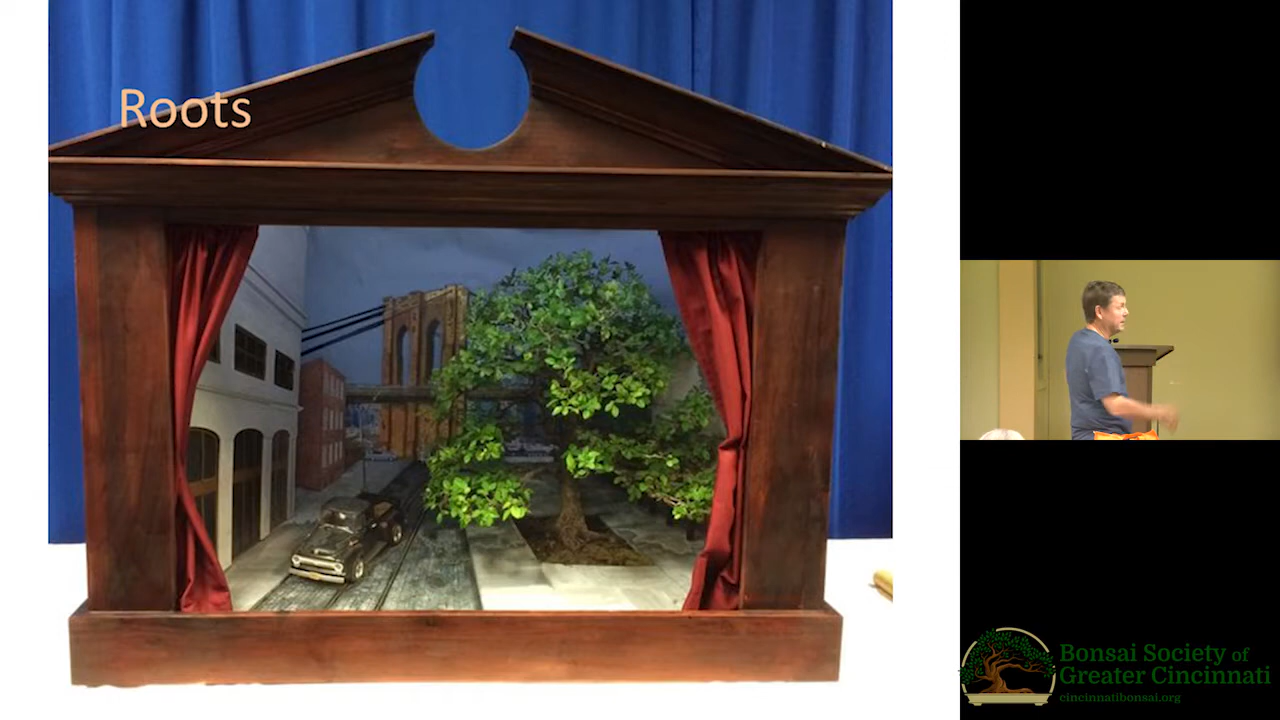 Roots
Bonsai Society of
Greater Cincinnati
cincinnatibonsai.org